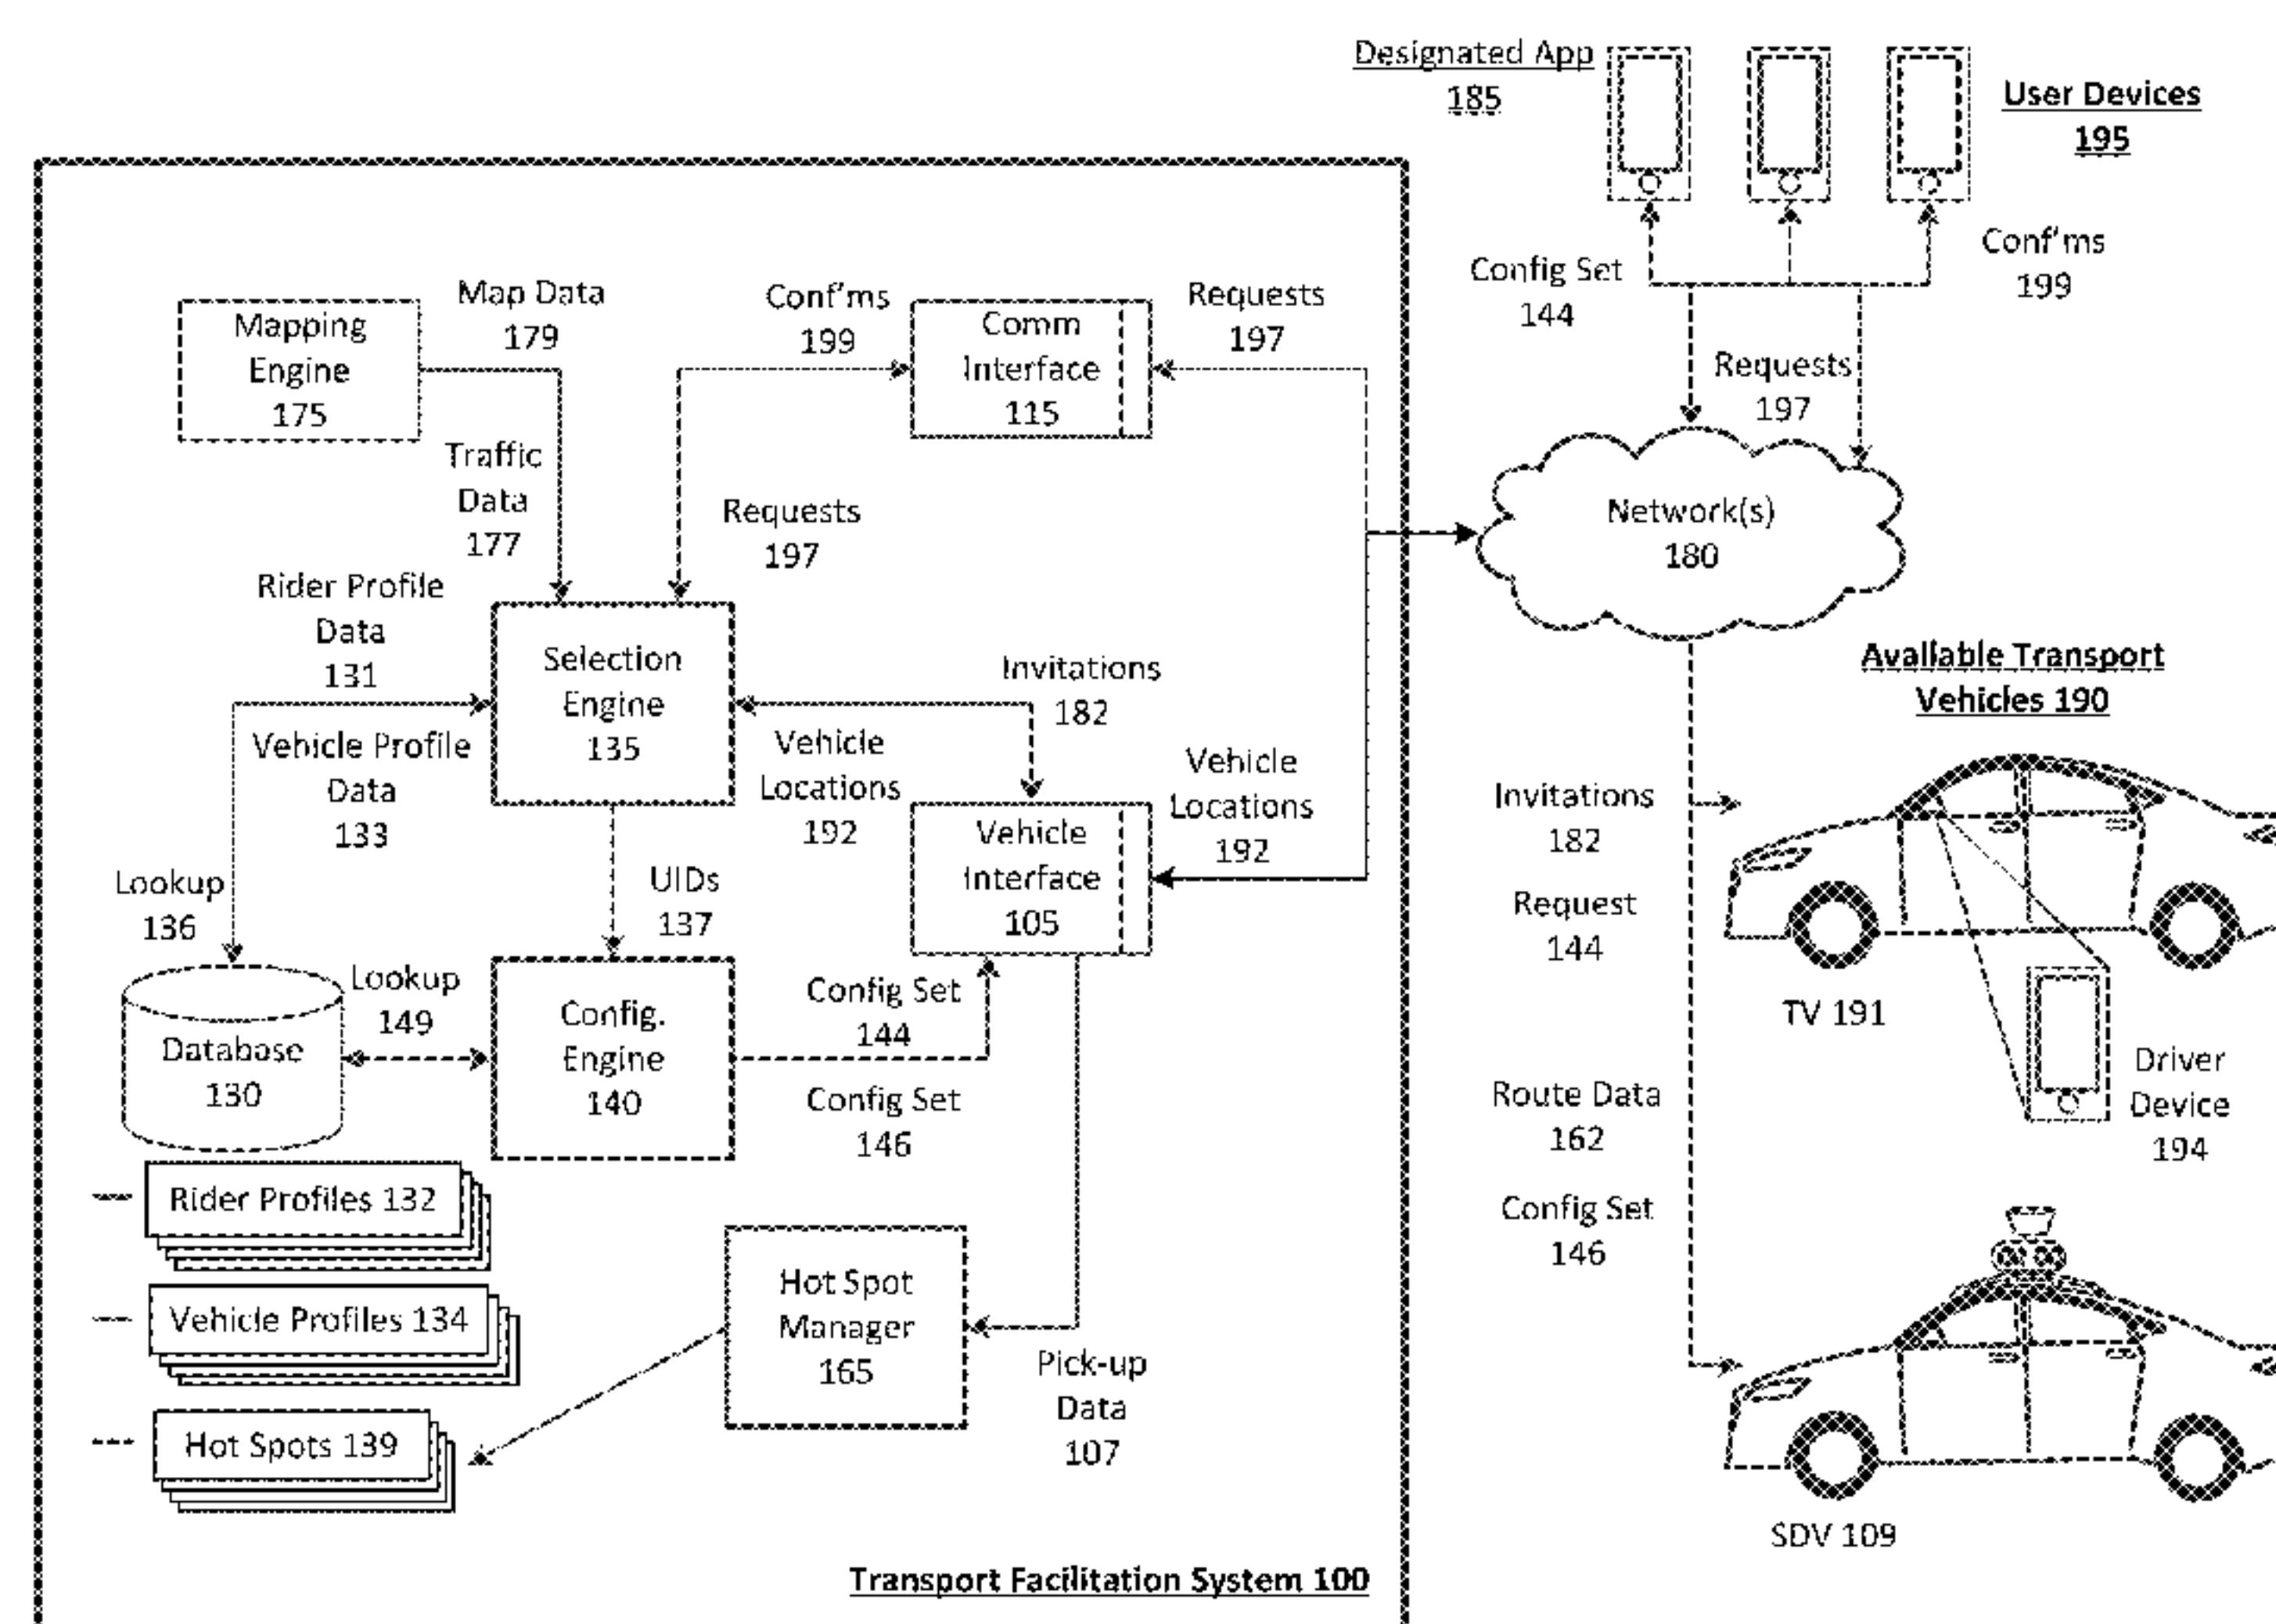 Designated App
185
User Devices
195
Config Set
144
Conf'ms
199
Requests
197
Mapping
Engine
175
Map Data
179
Traffic
Data
177
Conf'ms
199
Comm
Interface
115
Requests
197
Requests
197
Network(s)
180
Rider Profile
Data
131
Vehicle Profile
Data
133
Selection
Engine
135
Invitations
182
Vehicle
Locations
192
Vehicle
Locations
192
Vehicle
Interface
105
Lookup
136
UIDs
137
Database
130
Lookup
149
Config.
Engine
140
Config Set
144
Config Set
146
Rider Profiles 132
Vehicle Profiles 134
Hot Spots 139
Hot Spot
Manager
165
Pick-up
Data
107
Transport Facilitation System 100
Available Transport
Vehicles 190
Invitations
182
Request
144
TV 191
Driver
Device
194
Route Data
162
Config Set
146
SDV 109